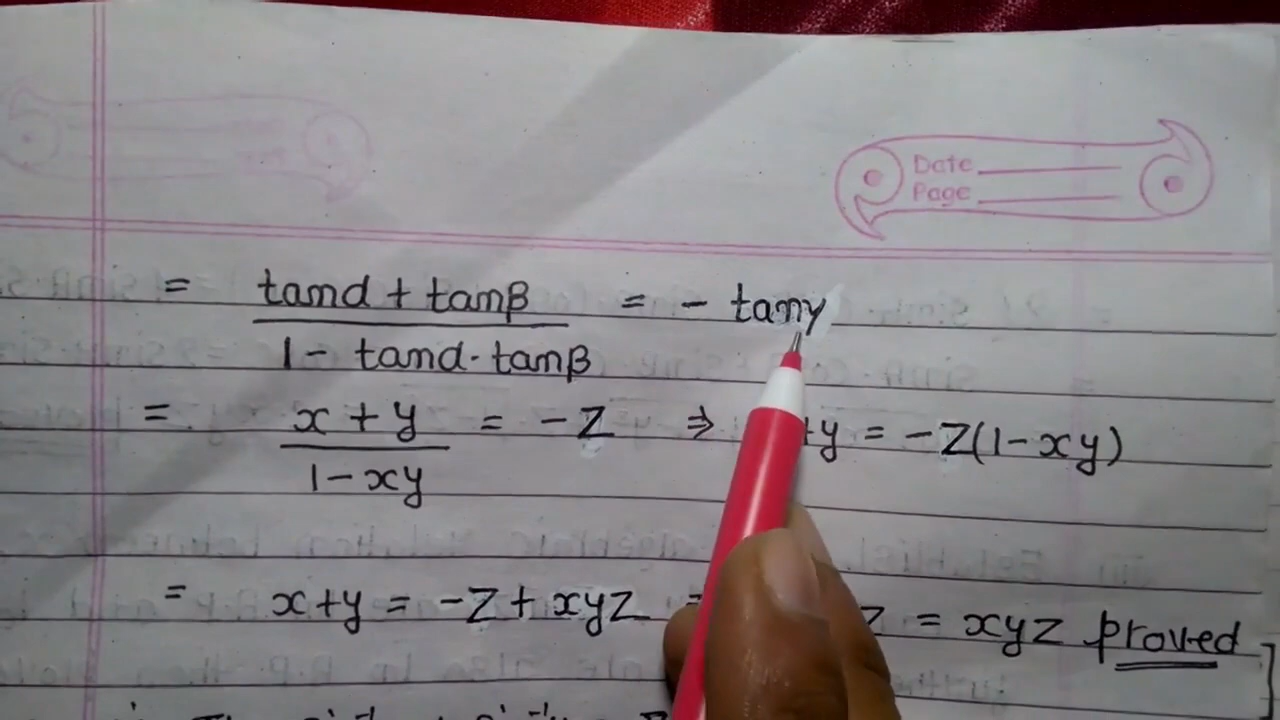 Date
Page
= tanα + tanβ / 1 - tanα·tanβ = - tanγ
= x + y / 1 - xy = -z ⇒ +y = -z(1-xy)
= x+y = -z + xyz = z = xyz proved